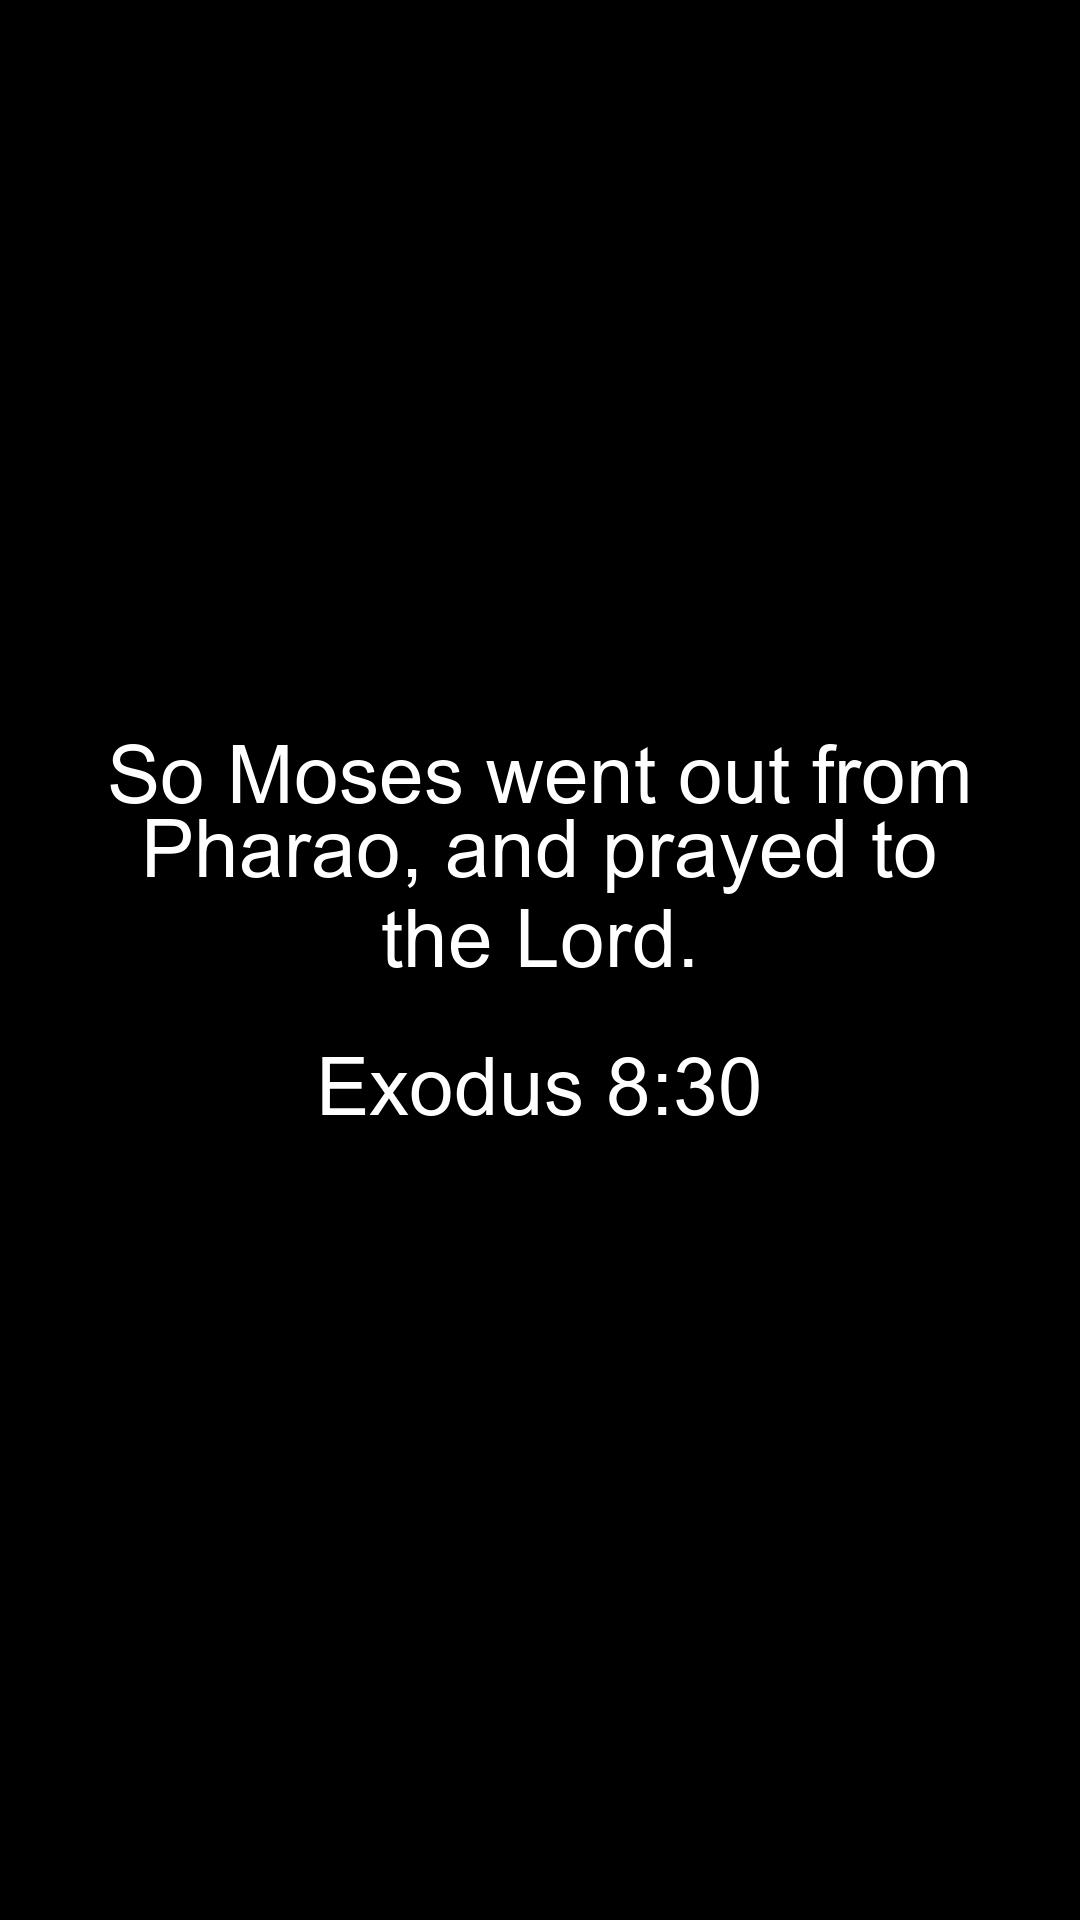 So Moses went out from
Pharao, and prayed to
the Lord.
Exodus 8:30